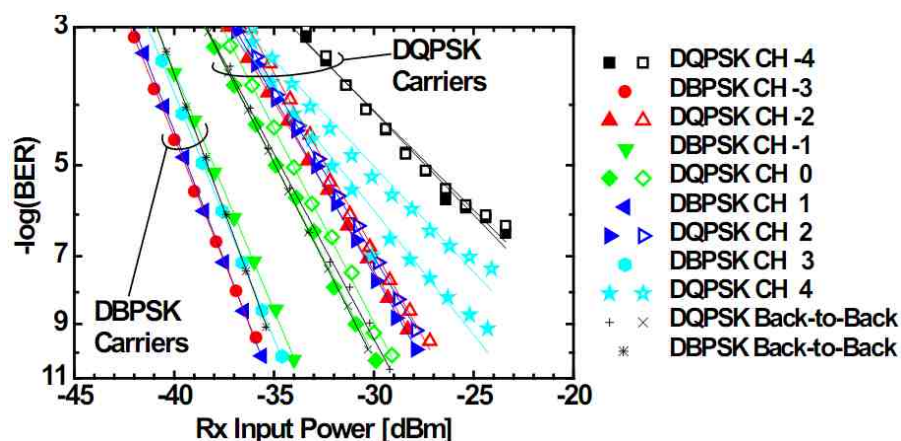 3
5
7
9
11
-log(BER)
-45
-40
-35
-30
-25
-20
Rx Input Power [dBm]
DQPSK
Carriers
DBPSK
Carriers
DQPSK CH -4
DBPSK CH -3
DQPSK CH -2
DBPSK CH -1
DQPSK CH 0
DBPSK CH 1
DQPSK CH 2
DBPSK CH 3
DQPSK CH 4
DQPSK Back-to-Back
DBPSK Back-to-Back